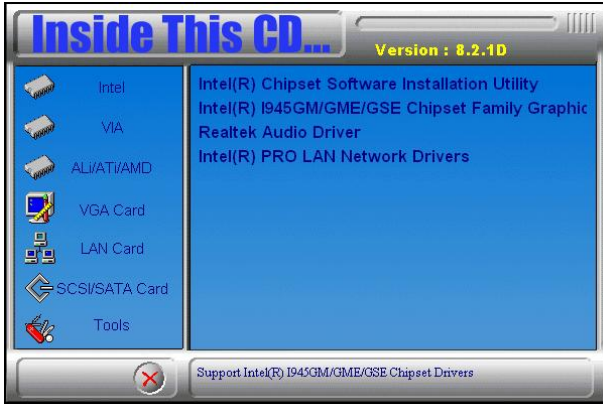 Inside This CD...
Version : 8.2.1D
Intel
VIA
ALi/ATi/AMD
VGA Card
LAN Card
SCSI/SATA Card
Tools
Intel(R) Chipset Software Installation Utility
Intel(R) I945GM/GME/GSE Chipset Family Graphic
Realtek Audio Driver
Intel(R) PRO LAN Network Drivers
Support Intel(R) I945GM/GME/GSE Chipset Drivers